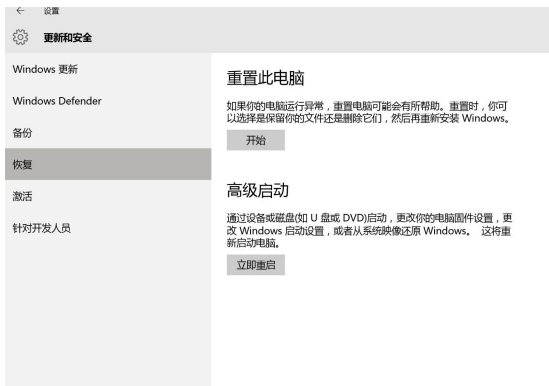 设置
更新和安全
Windows 更新
Windows Defender
备份
恢复
激活
针对开发人员
重置此电脑
如果你的电脑运行异常，重置电脑可能会有所帮助。重置时，你可
以选择是保留你的文件还是删除它们，然后再重新安装 Windows。
开始
高级启动
通过设备或磁盘(如 U 盘或 DVD)启动，更改你的电脑固件设置，更
改 Windows 启动设置，或者从系统映像还原 Windows。 这将重
新启动电脑。
立即重启